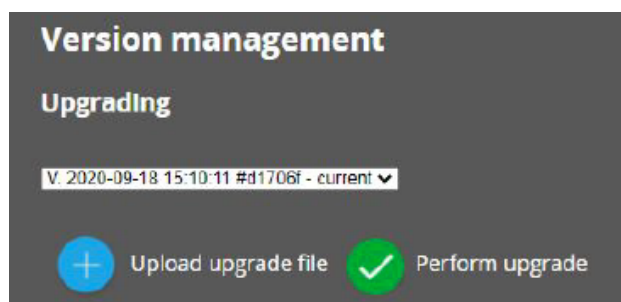 Version management
Upgrading
V. 2020-09-18 15:10:11 #d1706f - current
Upload upgrade file Perform upgrade